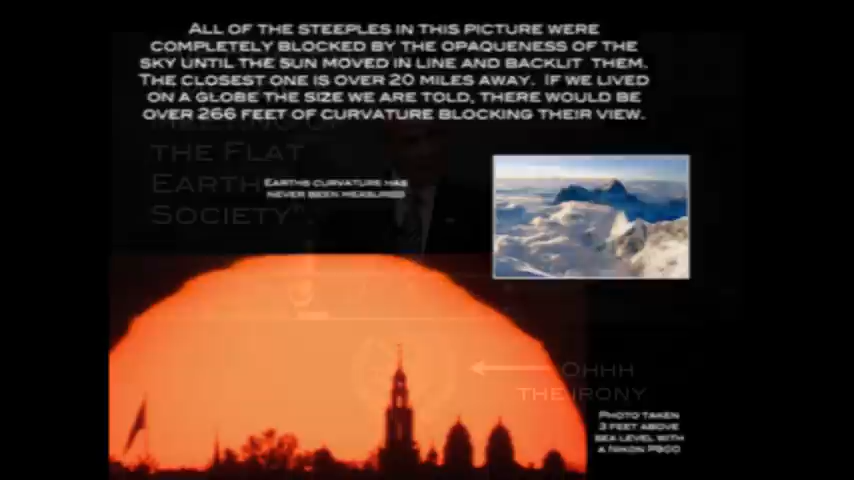 ALL OF THE STEEPLES IN THIS PICTURE WERE
COMPLETELY BLOCKED BY THE OPAQUENESS OF THE
SKY UNTIL THE SUN MOVED IN LINE AND BACKLIT THEM.
THE CLOSEST ONE IS OVER 20 MILES AWAY. IF WE LIVED
ON A GLOBE THE SIZE WE ARE TOLD, THERE WOULD BE
OVER 266 FEET OF CURVATURE BLOCKING THEIR VIEW.
MEETING OF
THE FLAT
EARTH
SOCIETY"
EARTHS CURVATURE HAS
NEVER BEEN MEASURED
OHHH
THE IRONY
PHOTO TAKEN
3 FEET ABOVE
SEA LEVEL WITH
A NIKON P900